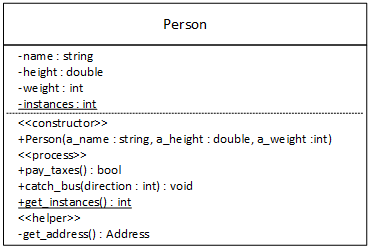 Person
-name : string
-height : double
-weight : int
-instances : int
<<constructor>>
+Person(a_name : string, a_height : double, a_weight :int)
<<process>>
+pay_taxes() : bool
+catch_bus(direction : int) : void
+get_instances() : int
<<helper>>
-get_address() : Address